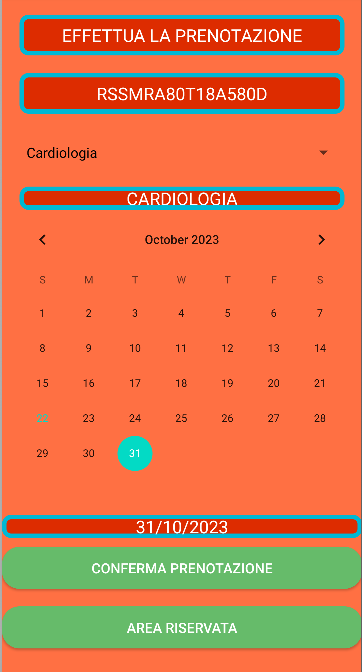 EFFETTUA LA PRENOTAZIONE
RSSMRA80T18A580D
Cardiologia
CARDIOLOGIA
October 2023
S M T W T F S
1 2 3 4 5 6 7
8 9 10 11 12 13 14
15 16 17 18 19 20 21
22 23 24 25 26 27 28
29 30 31
31/10/2023
CONFERMA PRENOTAZIONE
AREA RISERVATA